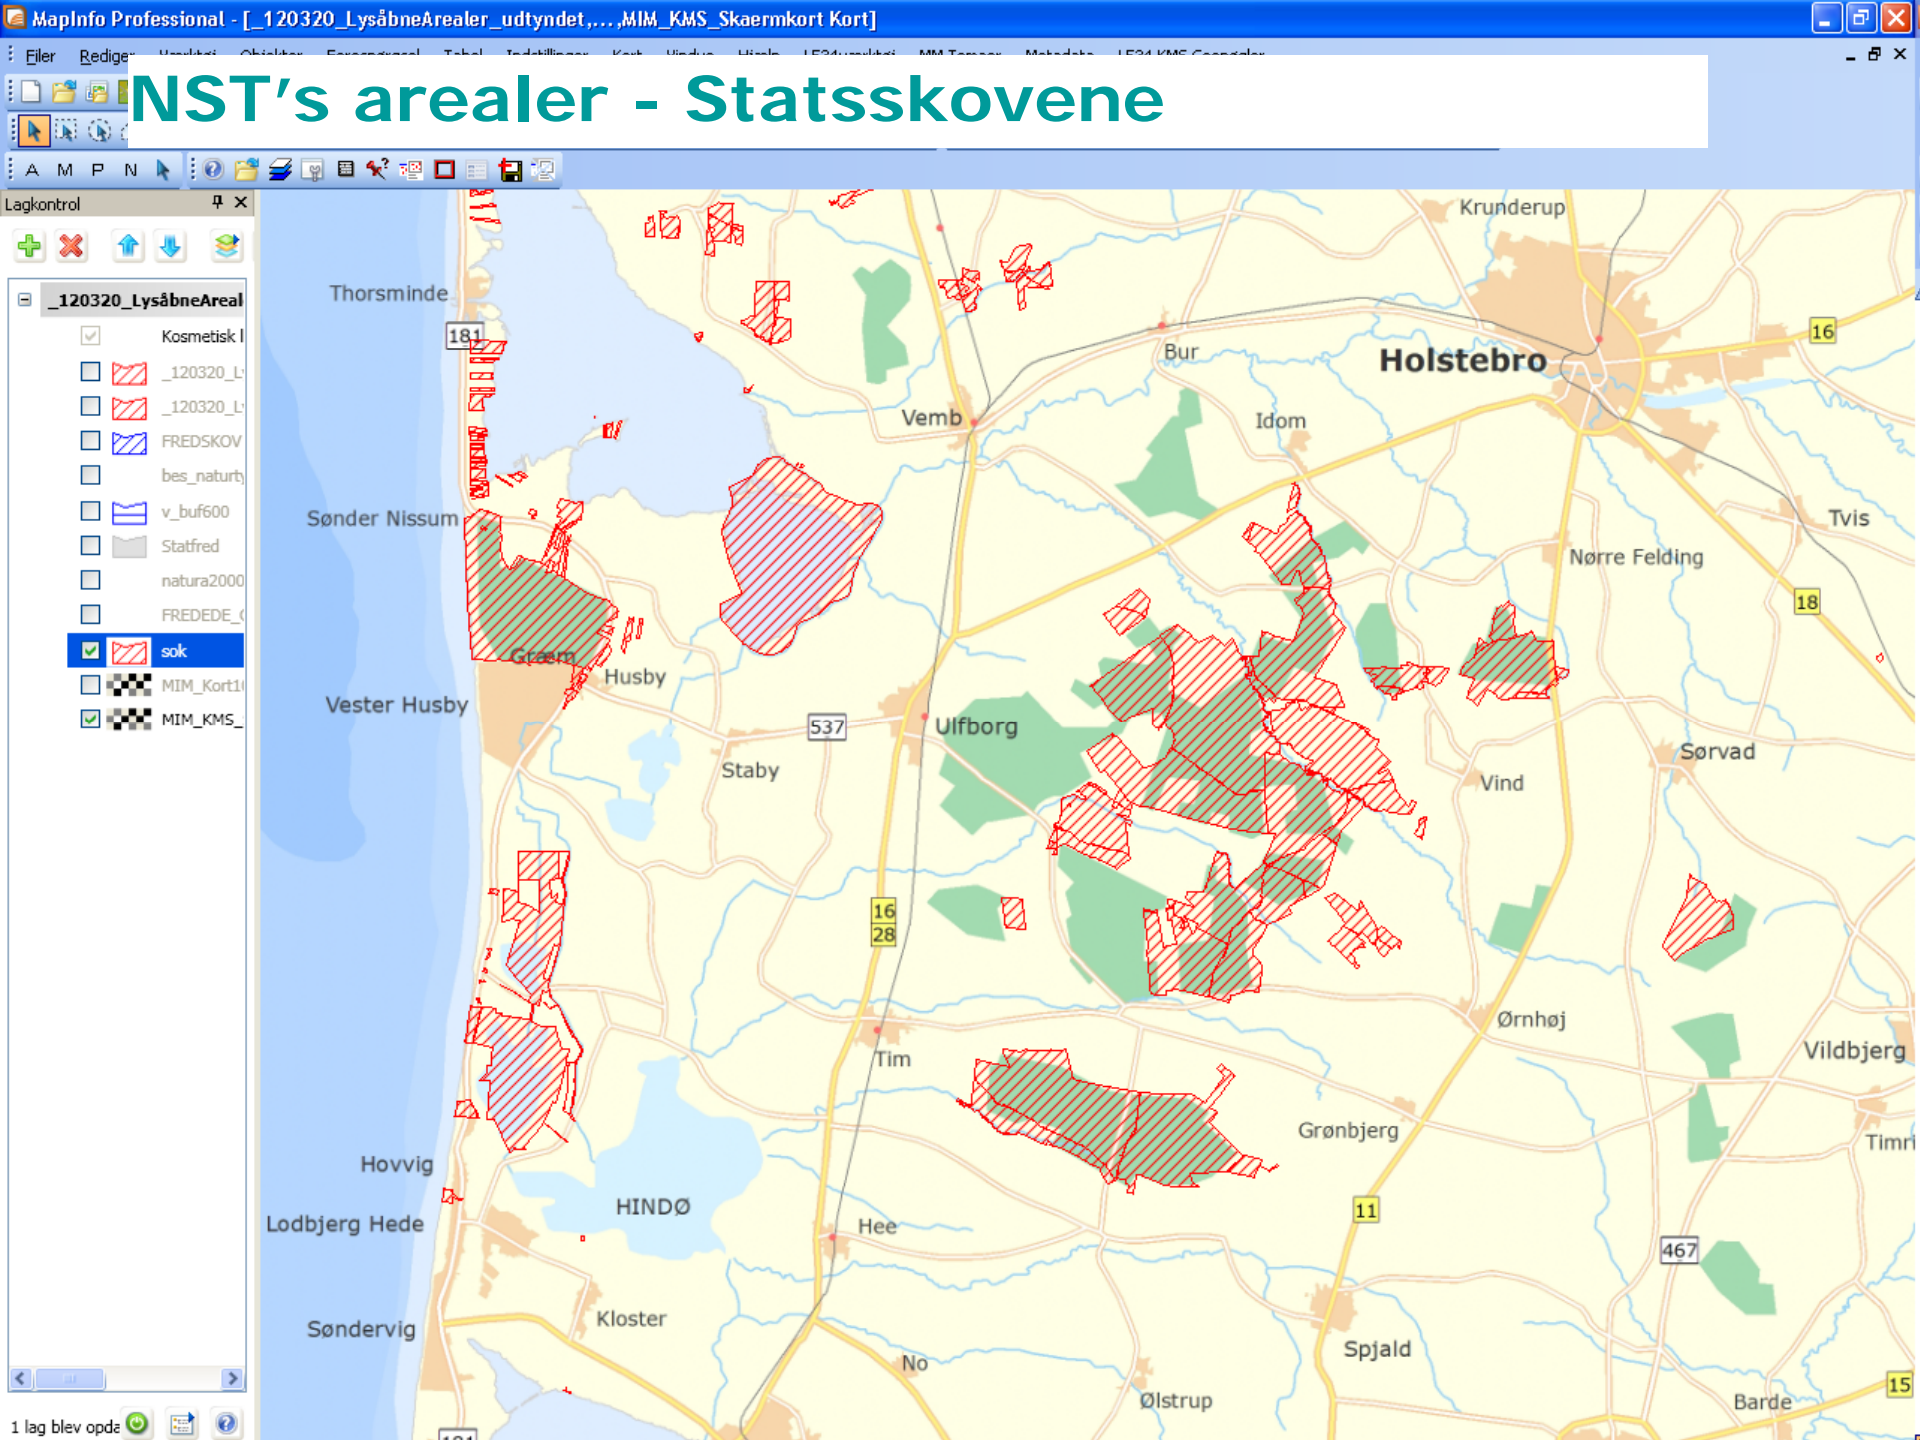 MapInfo Professional - [_120320_LysåbneArealer_udtyndet,...,MIM_KMS_Skaermkort Kort]
Filer
NST's arealer - Statsskovene
A M P N
Lagkontrol
_120320_LysåbneAreal
Kosmetisk l
_120320_L
_120320_L
FREDSKOV
bes_naturty
v_buf600
Statfred
natura2000
FREDEDE_
sok
MIM_Kort1
MIM_KMS_
1 lag blev opda
Krunderup
Thorsminde
181
16
Bur
Holstebro
Vemb
Idom
Sønder Nissum
Tvis
Nørre Felding
18
Græm
Husby
Vester Husby
537
Ulfborg
Staby
Sørvad
Vind
16
28
Ørnhøj
Tim
Vildbjerg
Grønbjerg
Timri
Hovvig
HINDØ
11
Lodbjerg Hede
Hee
467
Kloster
Søndervig
Spjald
No
15
Ølstrup
Barde